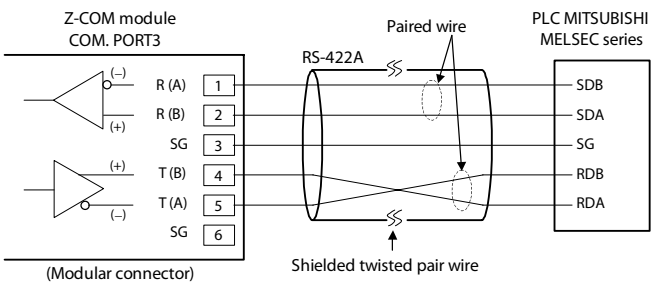 Z-COM module
COM. PORT3
Paired wire
PLC MITSUBISHI
MELSEC series
RS-422A
(−) R (A) 1 SDB
R (B) 2 SDA
(+)
SG 3 SG
(+) T (B) 4 RDB
T (A) 5 RDA
(−)
SG 6
(Modular connector)
Shielded twisted pair wire